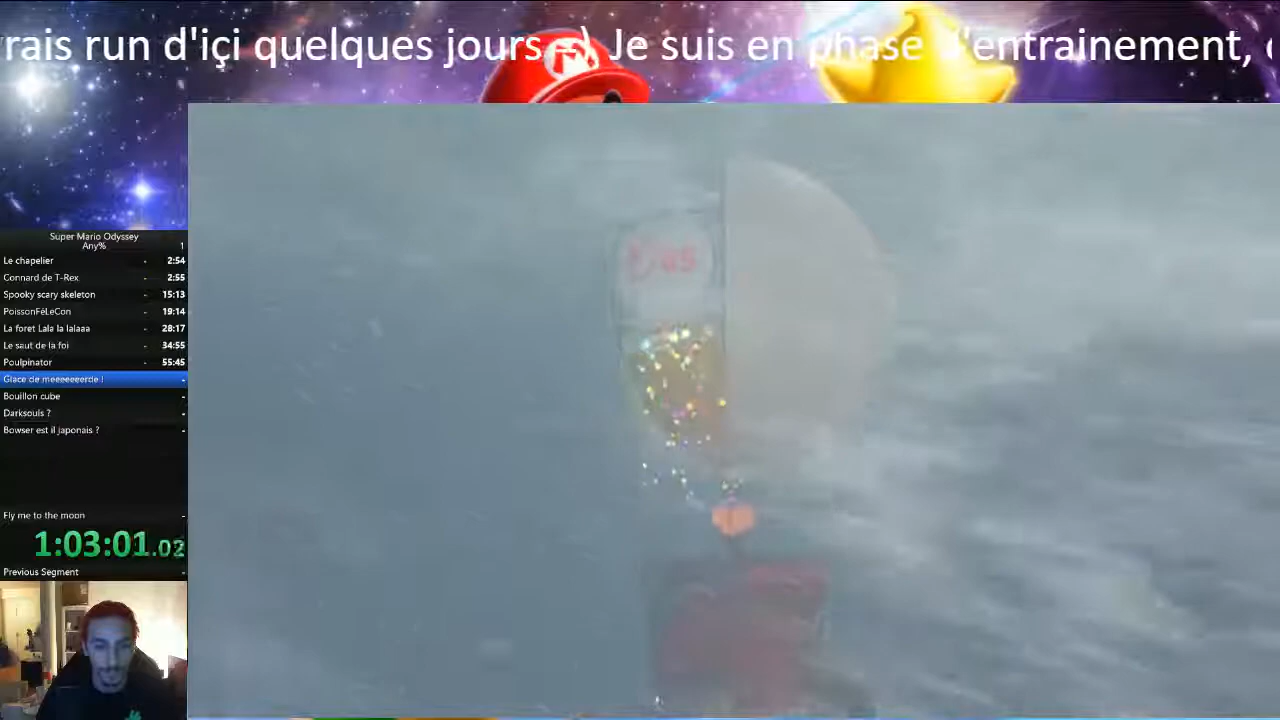 rais run d'içi quelques jours =) Je suis en phase d'entrainement,
Super Mario Odyssey
Any% 1
Le chapelier - 2:54
Connard de T-Rex - 2:55
Spooky scary skeleton - 15:13
PoissonFéLeCon - 19:14
La foret Lala la lalaaa - 28:17
Le saut de la foi - 34:55
Poulpinator - 55:45
Glace de meeeeeerde ! -
Bouillon cube -
Darksouls ? -
Bowser est il japonais ? -
Fly me to the moon -
1:03:01.02
Previous Segment -